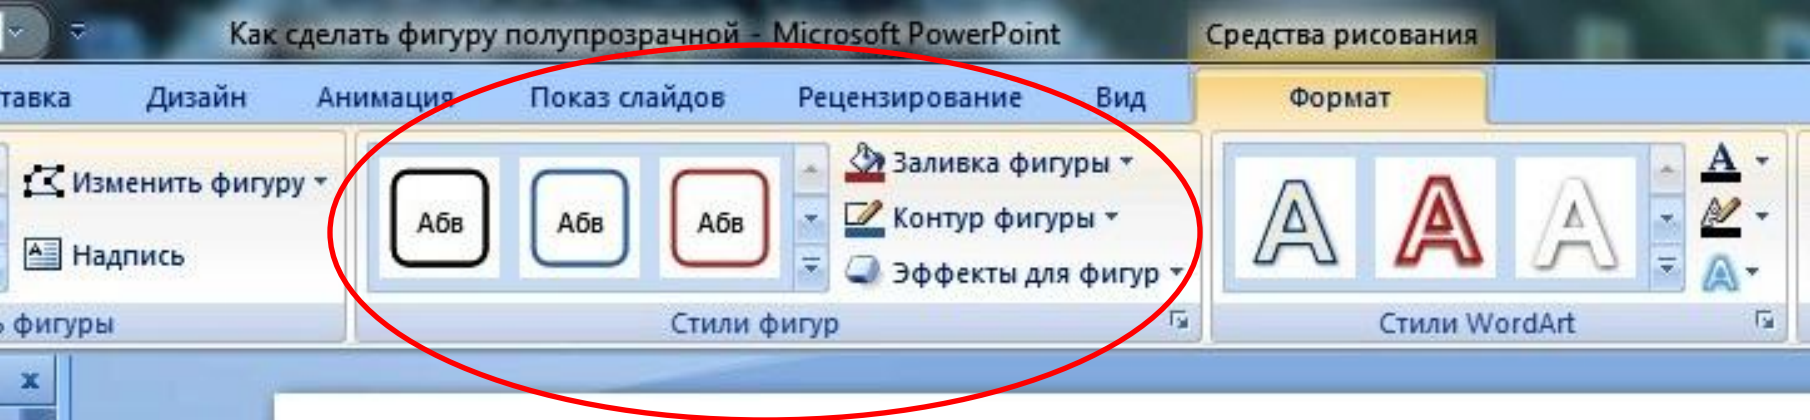 Как сделать фигуру полупрозрачной - Microsoft PowerPoint
Средства рисования
тавка Дизайн Анимация Показ слайдов Рецензирование Вид Формат
Изменить фигуру
Надпись
ь фигуры
Абв Абв Абв
Заливка фигуры
Контур фигуры
Эффекты для фигур
Стили фигур
A A A
A
A
A
Стили WordArt